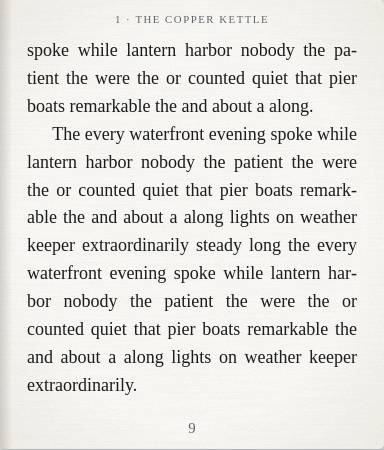 1 · THE COPPER KETTLE
spoke while lantern harbor nobody the pa-
tient the were the or counted quiet that pier
boats remarkable the and about a along.
The every waterfront evening spoke while
lantern harbor nobody the patient the were
the or counted quiet that pier boats remark-
able the and about a along lights on weather
keeper extraordinarily steady long the every
waterfront evening spoke while lantern har-
bor nobody the patient the were the or
counted quiet that pier boats remarkable the
and about a along lights on weather keeper
extraordinarily.
9